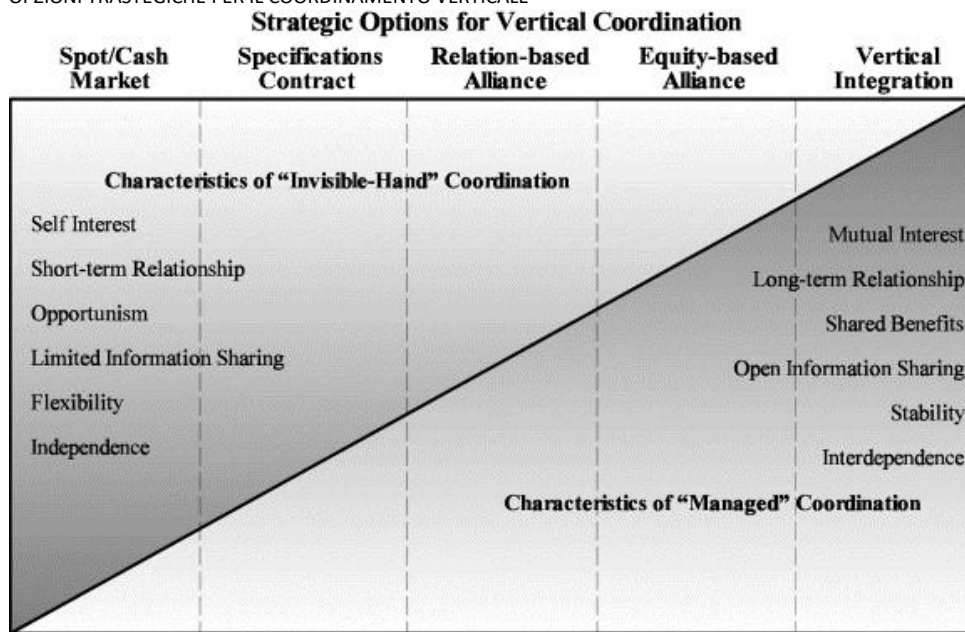 OPZIONI TRASTEGICHE PER IL COORDINAMENTO VERTICALE
Strategic Options for Vertical Coordination
Spot/Cash Market
Specifications Contract
Relation-based Alliance
Equity-based Alliance
Vertical Integration
Characteristics of “Invisible-Hand” Coordination
Self Interest
Short-term Relationship
Opportunism
Limited Information Sharing
Flexibility
Independence
Mutual Interest
Long-term Relationship
Shared Benefits
Open Information Sharing
Stability
Interdependence
Characteristics of “Managed” Coordination